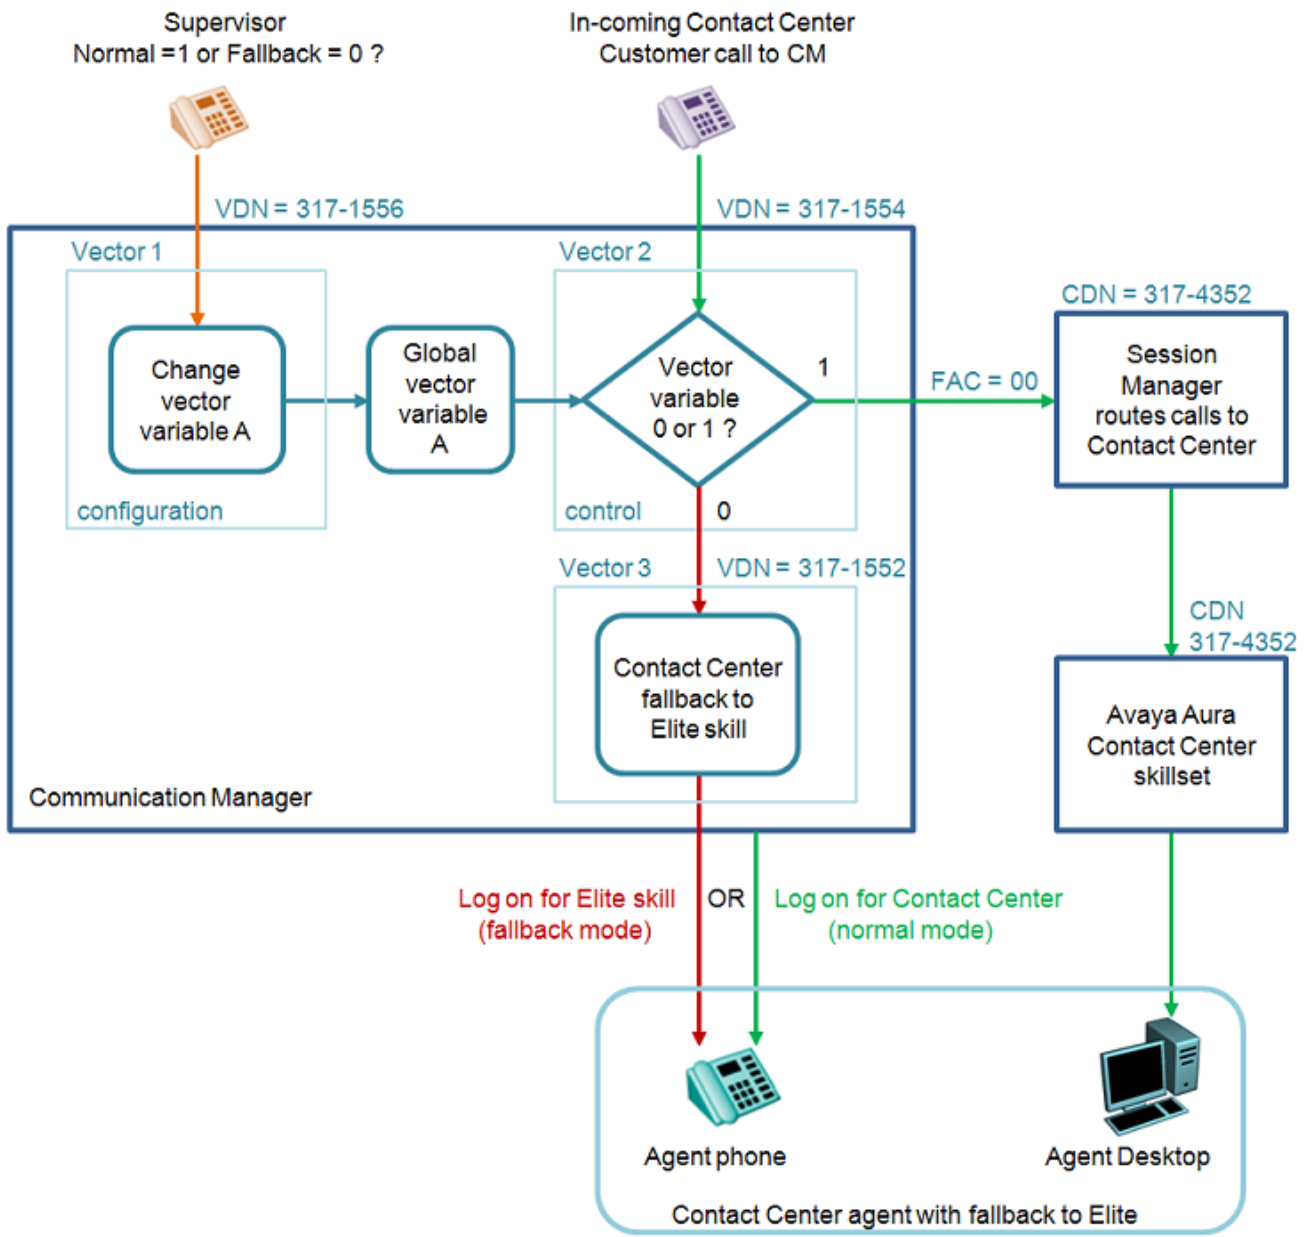 Supervisor
Normal =1 or Fallback = 0 ?
In-coming Contact Center
Customer call to CM
VDN = 317-1556
VDN = 317-1554
Vector 1
Vector 2
CDN = 317-4352
Change
vector
variable A
Global
vector
variable
A
Vector
variable
0 or 1 ?
1
FAC = 00
Session
Manager
routes calls to
Contact Center
configuration
control
0
Vector 3
VDN = 317-1552
CDN
317-4352
Contact Center
fallback to
Elite skill
Avaya Aura
Contact Center
skillset
Communication Manager
Log on for Elite skill
(fallback mode)
OR
Log on for Contact Center
(normal mode)
Agent phone
Agent Desktop
Contact Center agent with fallback to Elite